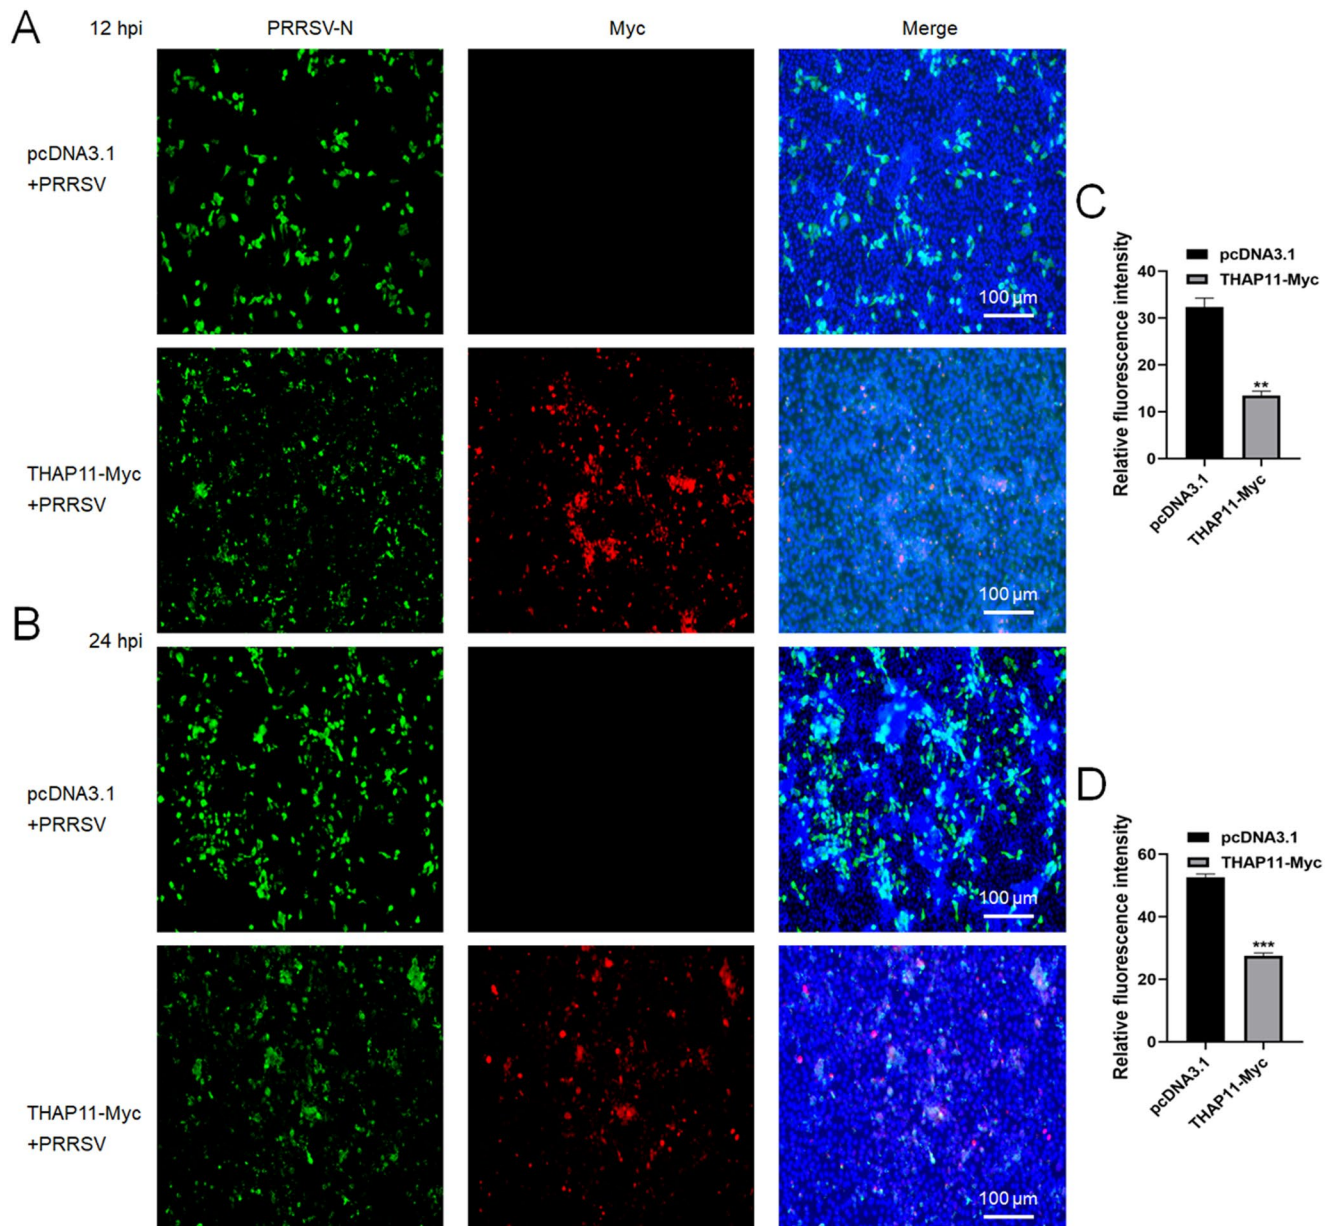 A
12 hpi
PRRSV-N
Myc
Merge
pcDNA3.1
+PRRSV
100 µm
THAP11-Myc
+PRRSV
100 µm
B
24 hpi
pcDNA3.1
+PRRSV
100 µm
THAP11-Myc
+PRRSV
100 µm
C
pcDNA3.1
THAP11-Myc
Relative fluorescence intensity
40
30
20
10
0
**
pcDNA3.1
THAP11-Myc
D
pcDNA3.1
THAP11-Myc
Relative fluorescence intensity
60
40
20
0
***
pcDNA3.1
THAP11-Myc